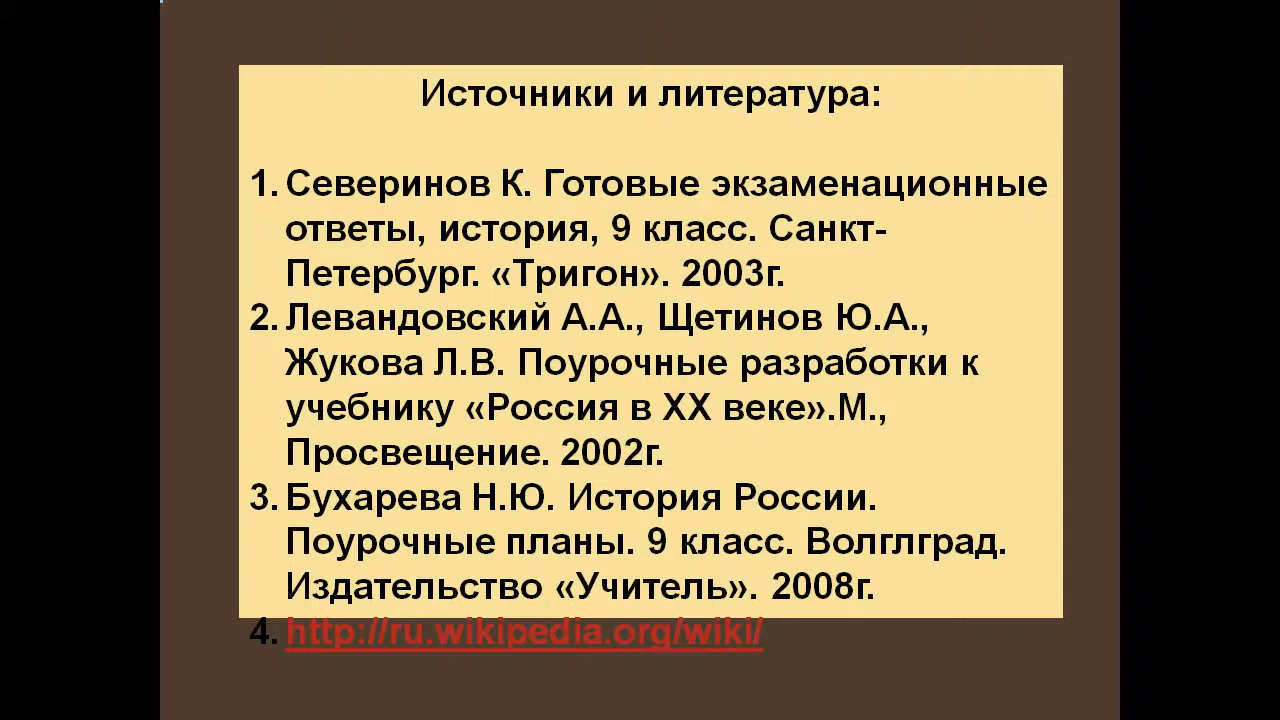 Источники и литература:
1. Северинов К. Готовые экзаменационные
ответы, история, 9 класс. Санкт-
Петербург. «Тригон». 2003г.
2. Левандовский А.А., Щетинов Ю.А.,
Жукова Л.В. Поурочные разработки к
учебнику «Россия в XX веке».М.,
Просвещение. 2002г.
3. Бухарева Н.Ю. История России.
Поурочные планы. 9 класс. Волглград.
Издательство «Учитель». 2008г.
4. http://ru.wikipedia.org/wiki/